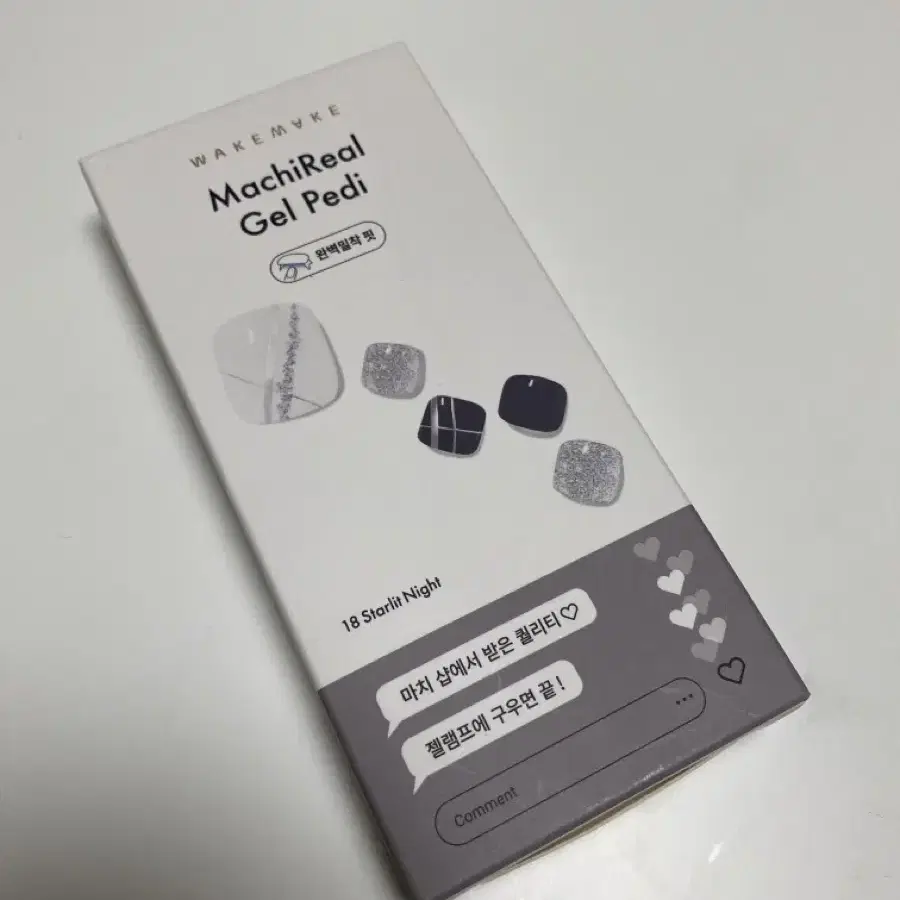 WAKEMAKE
MachiReal
Gel Pedi
완벽밀착 핏
18 Starlit Night
마치 샵에서 받은 퀄리티♡
젤램프에 구우면 끝!
Comment